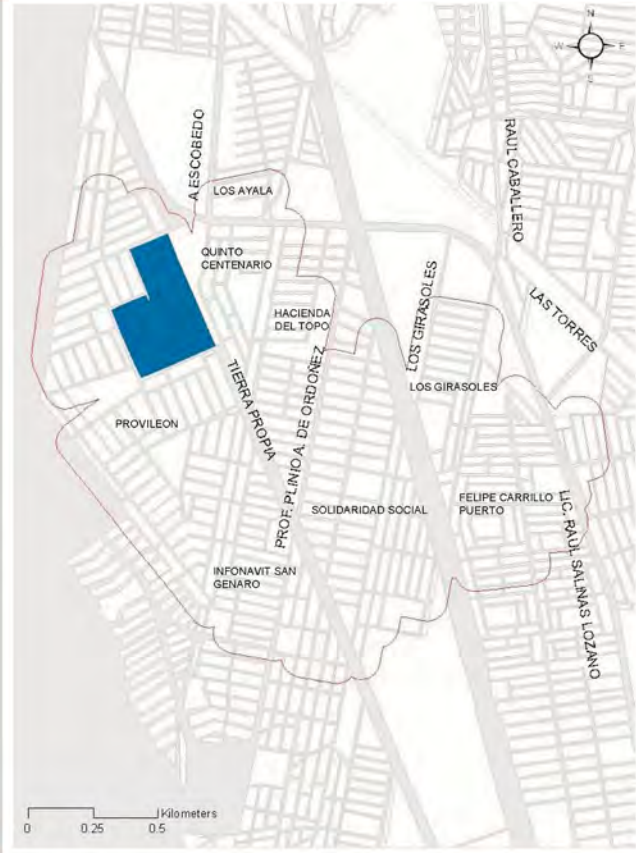 N
W E
S
A ESCOBEDO
RAUL CABALLERO
LOS AYALA
QUINTO
CENTENARIO
LOS GIRASOLES
LAS TORRES
HACIENDA
DEL TOPO
LOS GIRASOLES
TIERRA PROPIA
PROF. PLINIO A. DE ORDOÑEZ
PROVILEON
SOLIDARIDAD SOCIAL
FELIPE CARRILLO
PUERTO
LIC. RAUL SALINAS LOZANO
INFONAVIT SAN
GENARO
Kilometers
0 0.25 0.5